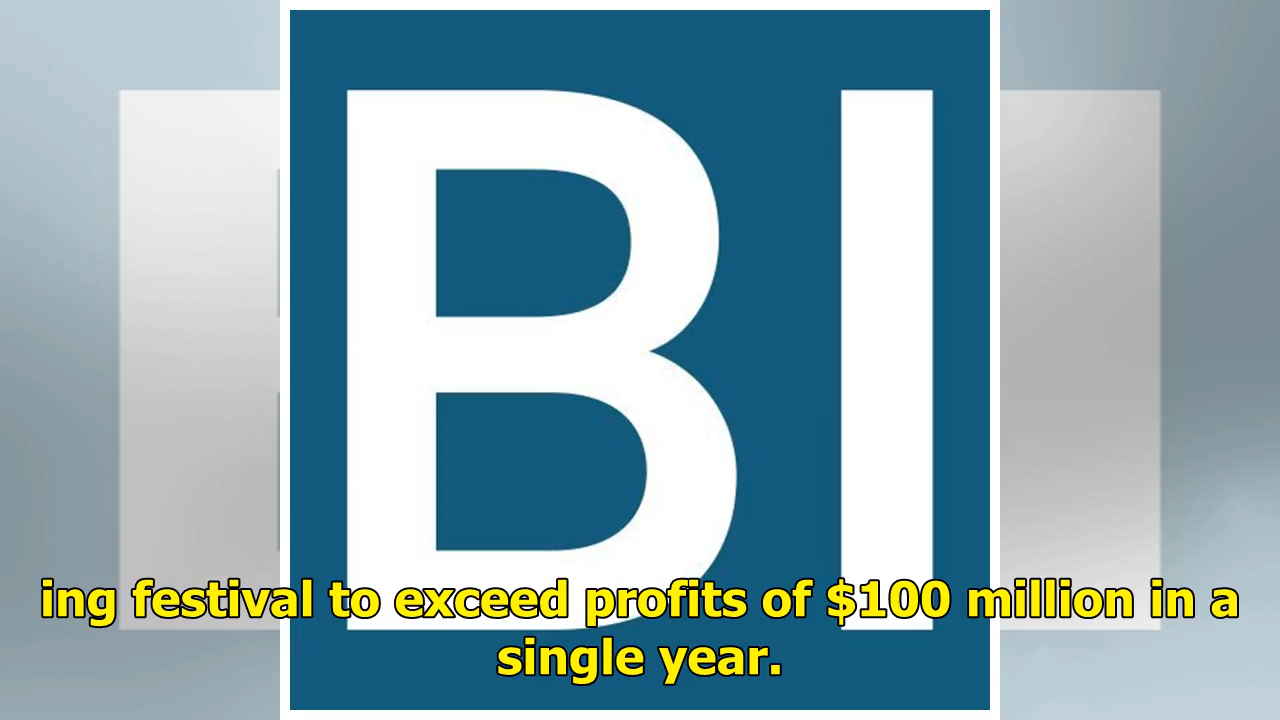 BI
ing festival to exceed profits of $100 million in a
single year.